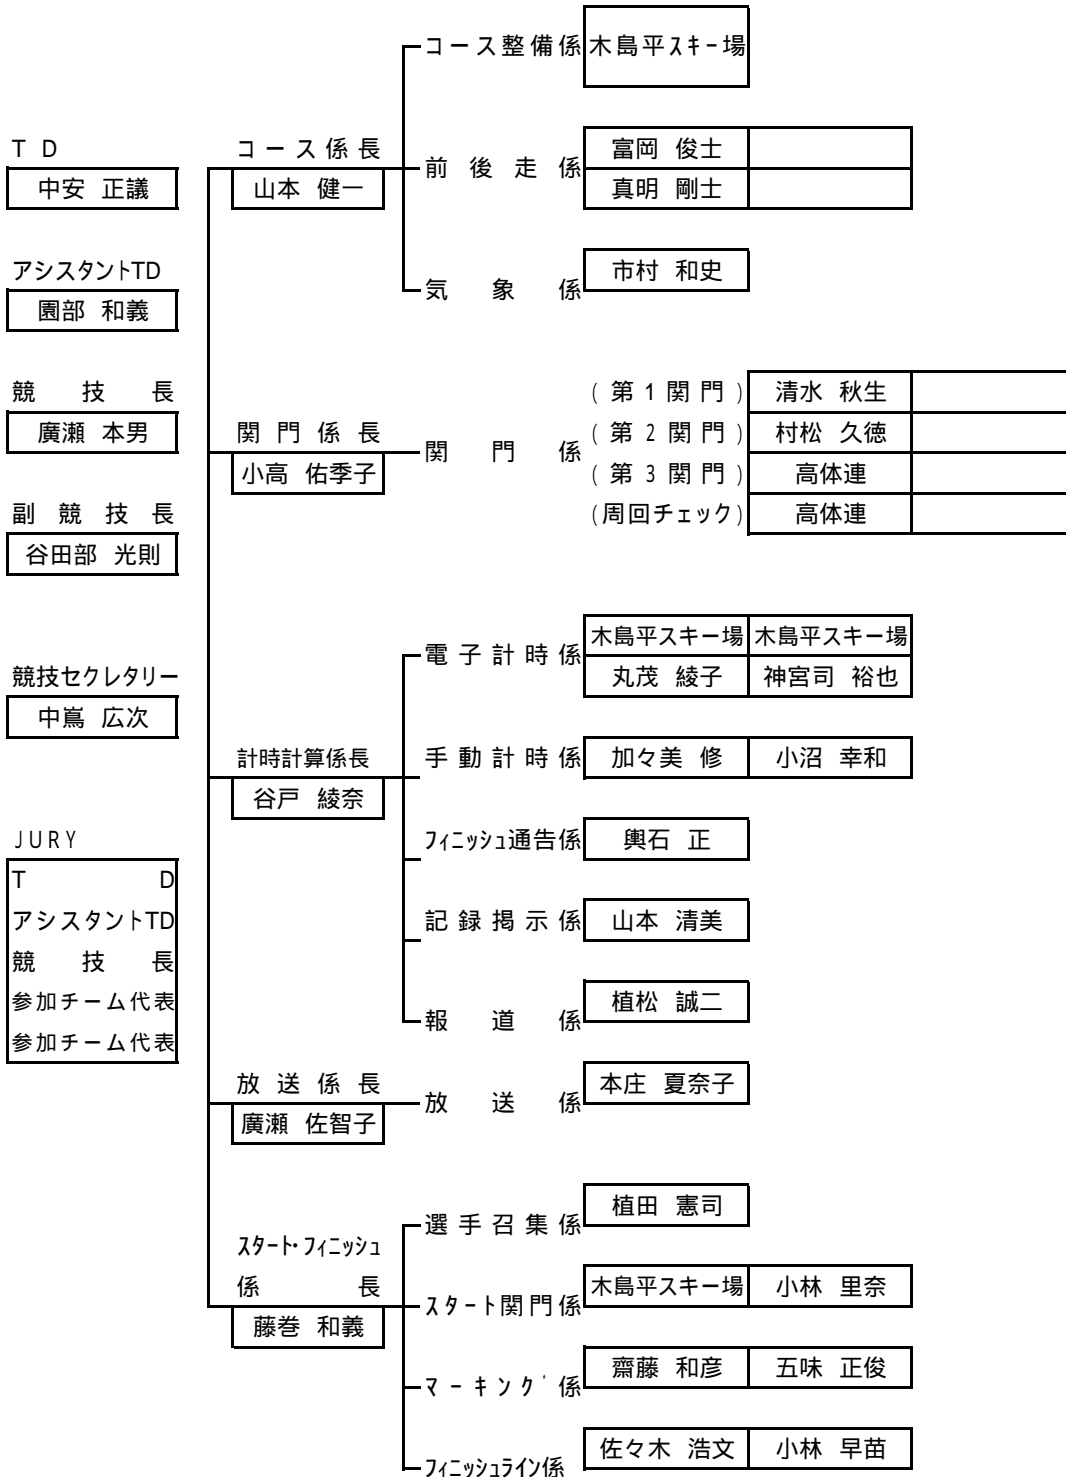 TD
中安 正議
アシスタントTD
園部 和義
競技長
廣瀬 本男
副競技長
谷田部 光則
競技セクレタリー
中嶌 広次
JURY
TD
アシスタントTD
競技長
参加チーム代表
参加チーム代表
コース係長
山本 健一
コース整備係 木島平スキー場
前後走係 富岡 俊士
真明 剛士
気象係 市村 和史
関門係長
小高 佑季子
関門係
(第1関門) 清水 秋生
(第2関門) 村松 久徳
(第3関門) 高体連
(周回チェック) 高体連
計時計算係長
谷戸 綾奈
電子計時係 木島平スキー場 木島平スキー場
丸茂 綾子 神宮司 裕也
手動計時係 加々美 修 小沼 幸和
フィニッシュ通告係 輿石 正
記録掲示係 山本 清美
報道係 植松 誠二
放送係長
廣瀬 佐智子
放送係 本庄 夏奈子
スタート・フィニッシュ
係長
藤巻 和義
選手召集係 植田 憲司
スタート関門係 木島平スキー場 小林 里奈
マーキング係 齋藤 和彦 五味 正俊
フィニッシュライン係 佐々木 浩文 小林 早苗